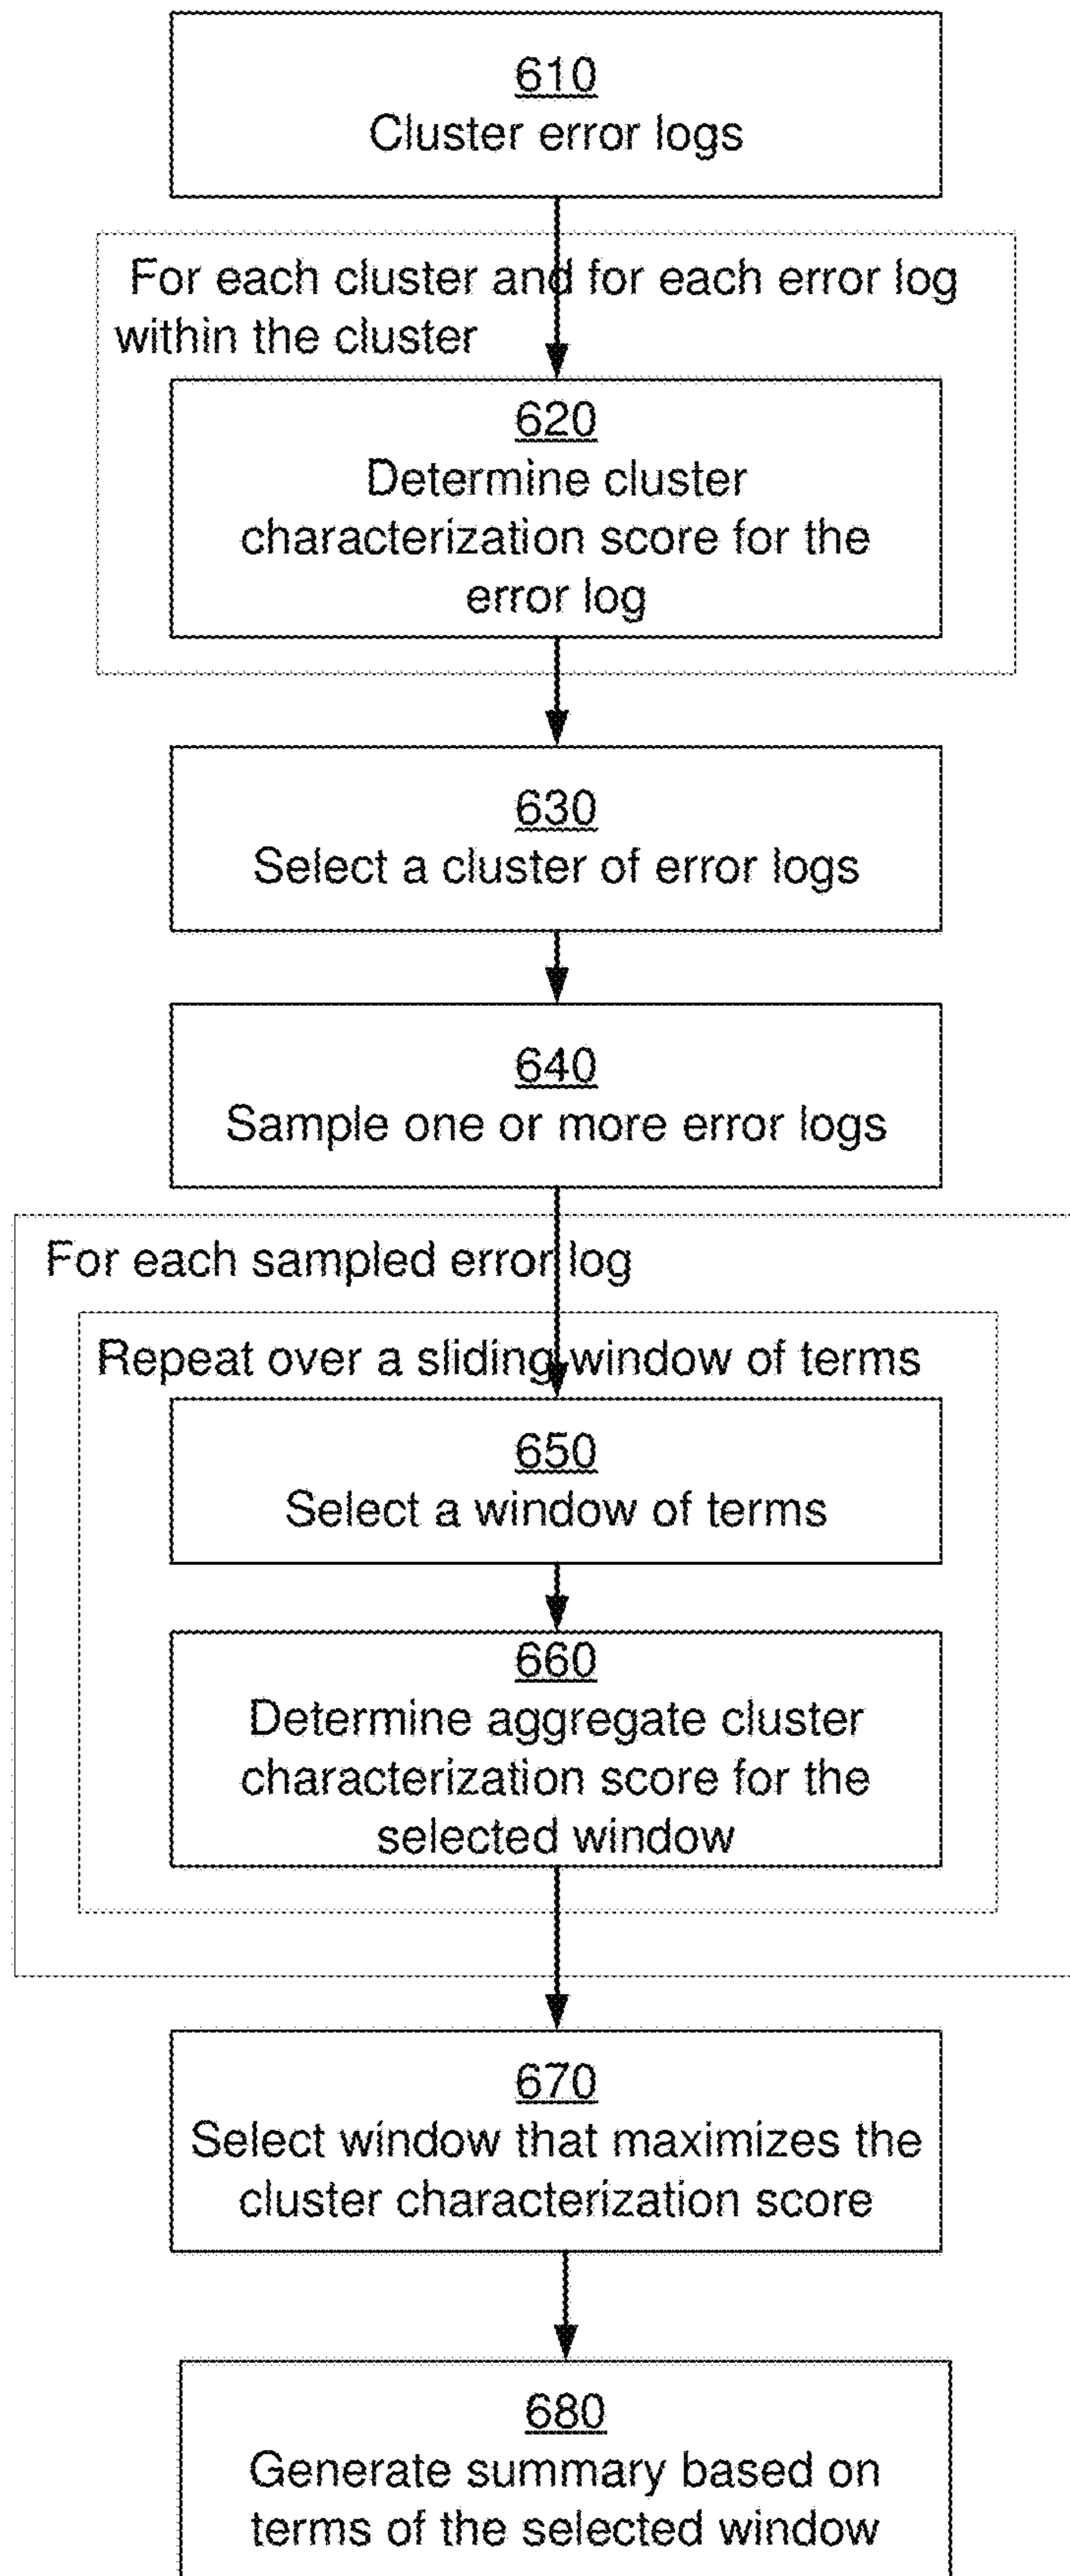 610
Cluster error logs
For each cluster and for each error log
within the cluster
620
Determine cluster
characterization score for the
error log
630
Select a cluster of error logs
640
Sample one or more error logs
For each sampled error log
Repeat over a sliding window of terms
650
Select a window of terms
660
Determine aggregate cluster
characterization score for the
selected window
670
Select window that maximizes the
cluster characterization score
680
Generate summary based on
terms of the selected window